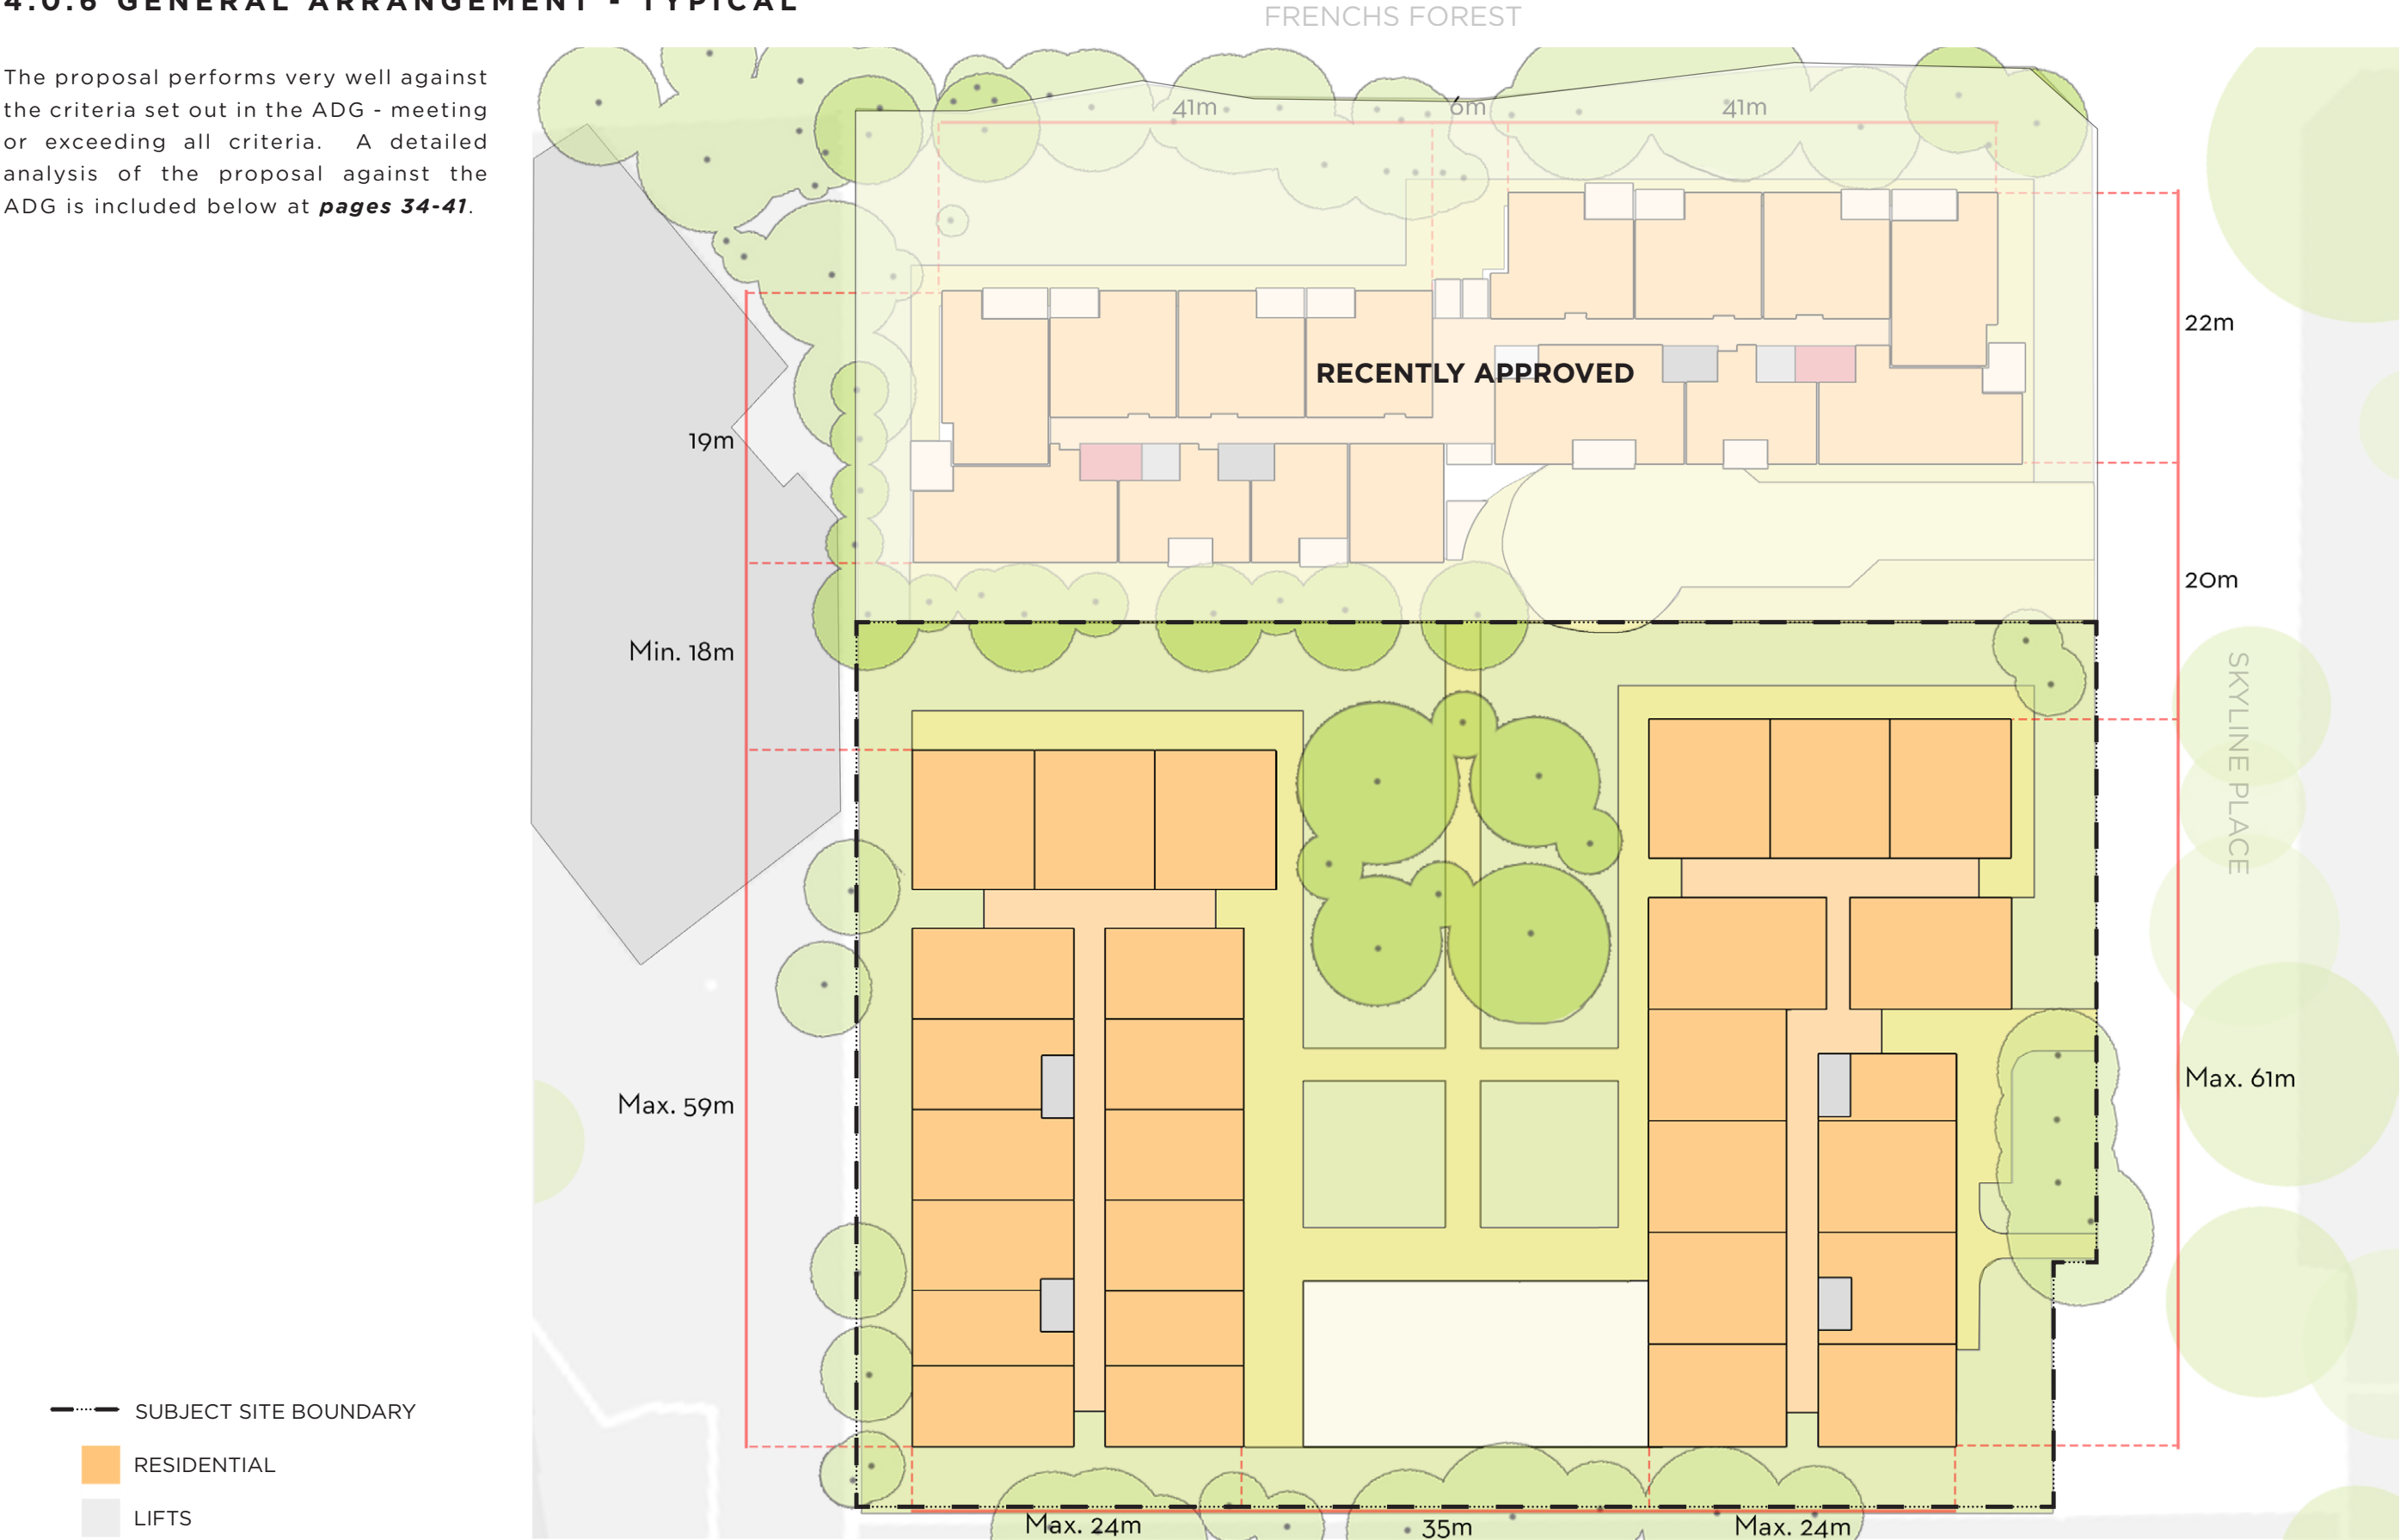 4.0.6 GENERAL ARRANGEMENT - TYPICAL
FRENCHS FOREST
The proposal performs very well against
the criteria set out in the ADG - meeting
or exceeding all criteria. A detailed
analysis of the proposal against the
ADG is included below at pages 34-41.
41m
6m
41m
22m
RECENTLY APPROVED
19m
20m
Min. 18m
SKYLINE PLACE
Max. 61m
Max. 59m
SUBJECT SITE BOUNDARY
RESIDENTIAL
LIFTS
Max. 24m
35m
Max. 24m